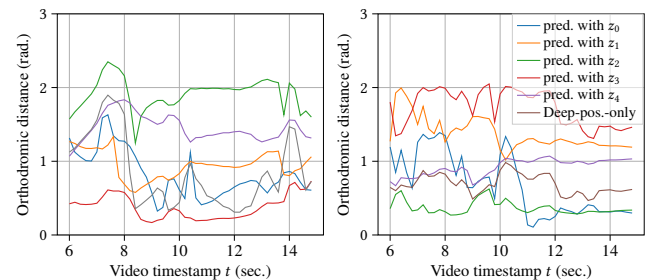 Orthodromic distance (rad.)
3
2
1
0
6 8 10 12 14
Video timestamp t (sec.)
Orthodromic distance (rad.)
3
2
1
0
6 8 10 12 14
Video timestamp t (sec.)
pred. with z0
pred. with z1
pred. with z2
pred. with z3
pred. with z4
Deep-pos.-only